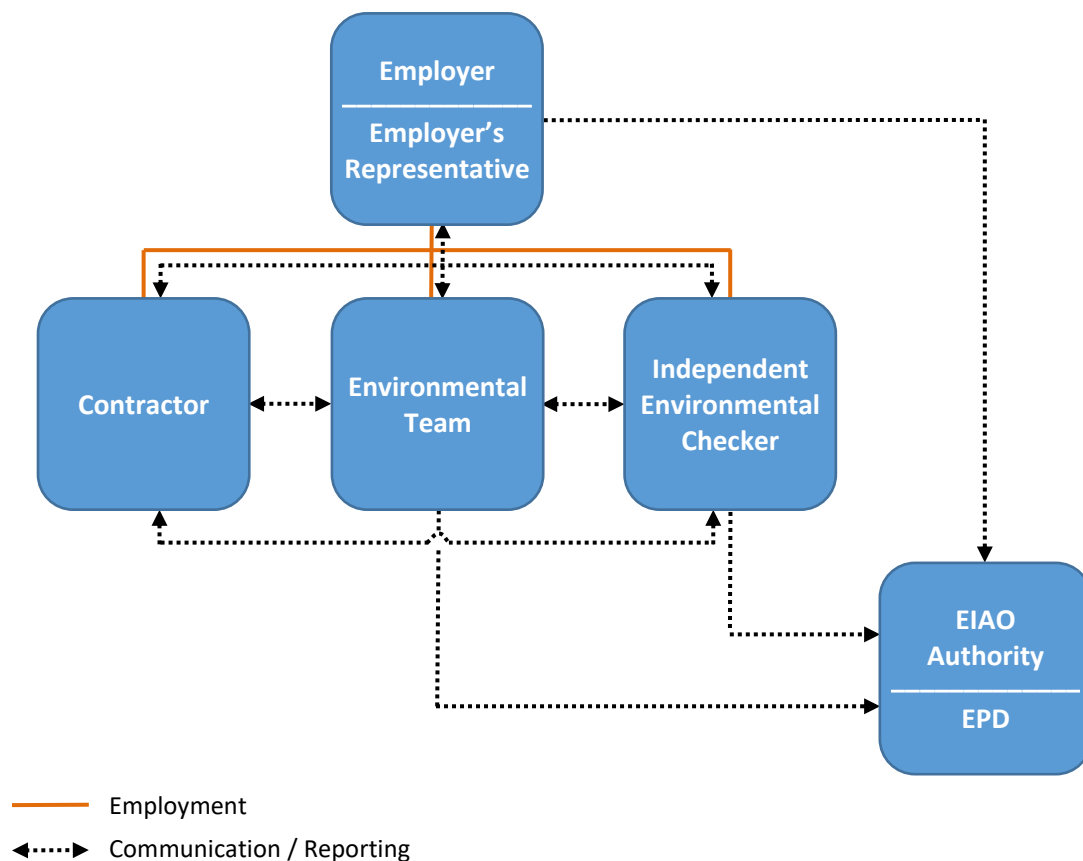 Employer
Employer’s
Representative
Contractor
Environmental
Team
Independent
Environmental
Checker
EIAO
Authority
EPD
Employment
Communication / Reporting